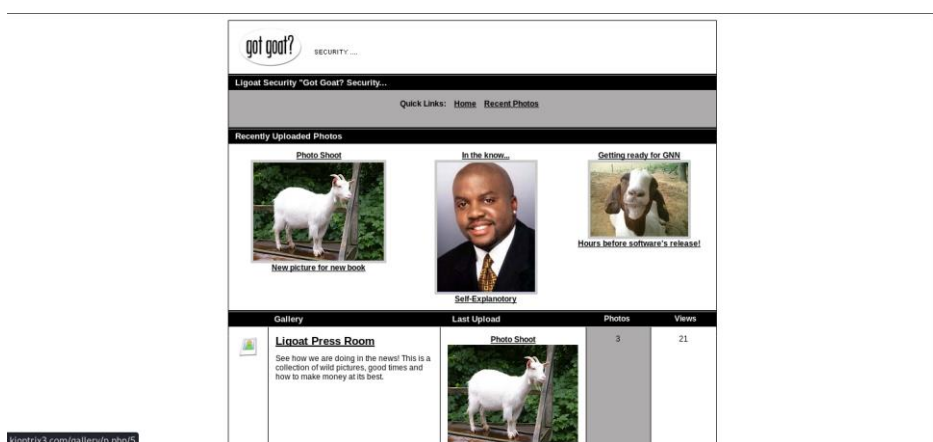 got goat?
SECURITY ....
Ligoat Security "Got Goat? Security...
Quick Links: Home Recent Photos
Recently Uploaded Photos
Photo Shoot In the know... Getting ready for GNN
Hours before software's release!
New picture for new book
Self-Explanotory
Gallery Last Upload Photos Views
Ligoat Press Room Photo Shoot 3 21
See how we are doing in the news! This is a
collection of wild pictures, good times and
how to make money at its best.
kioptrix3.com/gallery/p.php/5